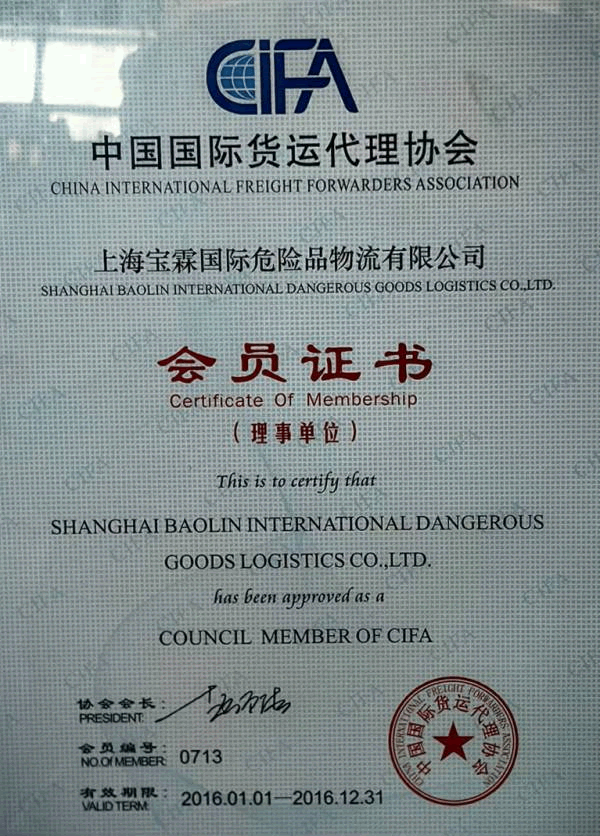 CIFA
中国国际货运代理协会
CHINA INTERNATIONAL FREIGHT FORWARDERS ASSOCIATION
上海宝霖国际危险品物流有限公司
SHANGHAI BAOLIN INTERNATIONAL DANGEROUS GOODS LOGISTICS CO.,LTD.
会员证书
Certificate Of Membership
(理事单位)
This is to certify that
SHANGHAI BAOLIN INTERNATIONAL DANGEROUS
GOODS LOGISTICS CO.,LTD.
has been approved as a
COUNCIL MEMBER OF CIFA
协会会长:
PRESIDENT:
会员编号:
NO.OF MEMBER: 0713
有效期限:
VALID TERM: 2016.01.01—2016.12.31
CHINA INTERNATIONAL FREIGHT FORWARDERS ASSOCIATION
中国国际货运代理协会